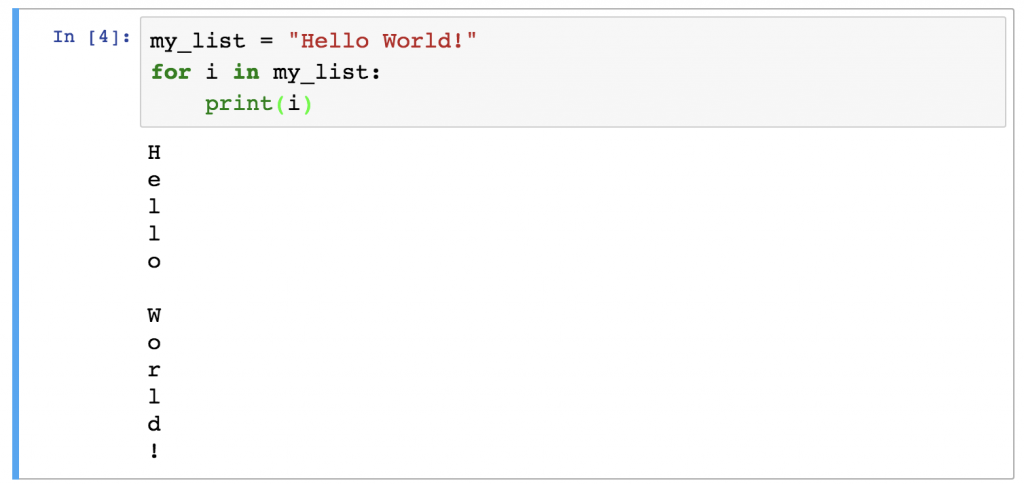 In [4]: my_list = "Hello World!"
for i in my_list:
    print(i)
H
e
l
l
o

W
o
r
l
d
!